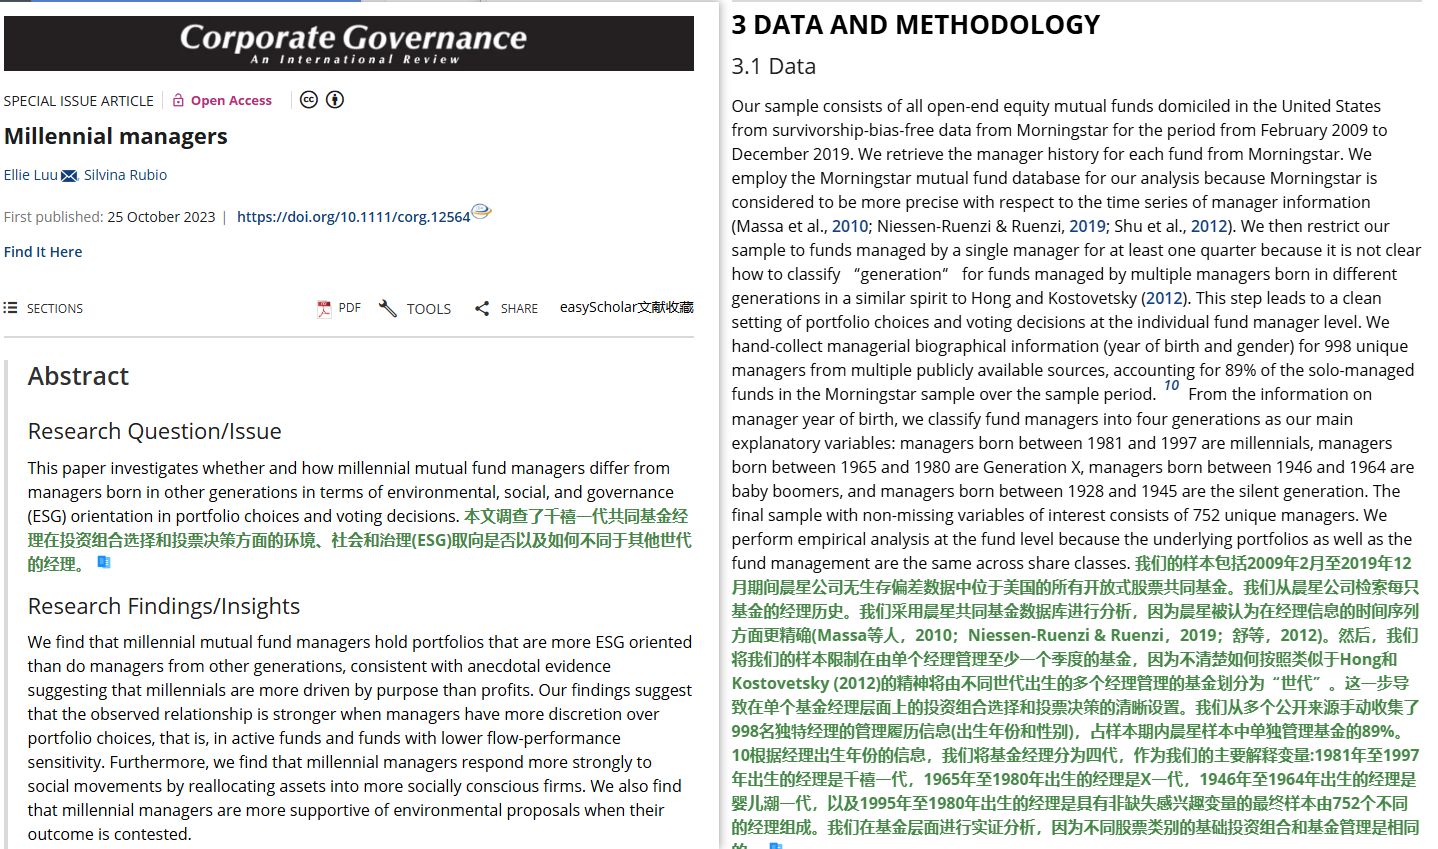 Corporate Governance
An International Review
SPECIAL ISSUE ARTICLE Open Access
Millennial managers
Ellie Luu, Silvina Rubio
First published: 25 October 2023 | https://doi.org/10.1111/corg.12564
Find It Here
SECTIONS PDF TOOLS SHARE easyScholar文献收藏
Abstract
Research Question/Issue
This paper investigates whether and how millennial mutual fund managers differ from
managers born in other generations in terms of environmental, social, and governance
(ESG) orientation in portfolio choices and voting decisions. 本文调查了千禧一代共同基金经
理在投资组合选择和投票决策方面的环境、社会和治理(ESG)取向是否以及如何不同于其他世代
的经理。
Research Findings/Insights
We find that millennial mutual fund managers hold portfolios that are more ESG oriented
than do managers from other generations, consistent with anecdotal evidence
suggesting that millennials are more driven by purpose than profits. Our findings suggest
that the observed relationship is stronger when managers have more discretion over
portfolio choices, that is, in active funds and funds with lower flow-performance
sensitivity. Furthermore, we find that millennial managers respond more strongly to
social movements by reallocating assets into more socially conscious firms. We also find
that millennial managers are more supportive of environmental proposals when their
outcome is contested.
3 DATA AND METHODOLOGY
3.1 Data
Our sample consists of all open-end equity mutual funds domiciled in the United States
from survivorship-bias-free data from Morningstar for the period from February 2009 to
December 2019. We retrieve the manager history for each fund from Morningstar. We
employ the Morningstar mutual fund database for our analysis because Morningstar is
considered to be more precise with respect to the time series of manager information
(Massa et al., 2010; Niessen-Ruenzi & Ruenzi, 2019; Shu et al., 2012). We then restrict our
sample to funds managed by a single manager for at least one quarter because it is not clear
how to classify “generation“ for funds managed by multiple managers born in different
generations in a similar spirit to Hong and Kostovetsky (2012). This step leads to a clean
setting of portfolio choices and voting decisions at the individual fund manager level. We
hand-collect managerial biographical information (year of birth and gender) for 998 unique
managers from multiple publicly available sources, accounting for 89% of the solo-managed
funds in the Morningstar sample over the sample period. 10 From the information on
manager year of birth, we classify fund managers into four generations as our main
explanatory variables: managers born between 1981 and 1997 are millennials, managers
born between 1965 and 1980 are Generation X, managers born between 1946 and 1964 are
baby boomers, and managers born between 1928 and 1945 are the silent generation. The
final sample with non-missing variables of interest consists of 752 unique managers. We
perform empirical analysis at the fund level because the underlying portfolios as well as the
fund management are the same across share classes. 我们的样本包括2009年2月至2019年12
月期间晨星公司无生存偏差数据中位于美国的所有开放式股票共同基金。我们从晨星公司检索每只
基金的经理历史。我们采用晨星共同基金数据库进行分析，因为晨星被认为在经理信息的时间序列
方面更精确(Massa等人，2010；Niessen-Ruenzi & Ruenzi，2019；舒等，2012)。然后，我们
将我们的样本限制在由单个经理管理至少一个季度的基金，因为不清楚如何按照类似于Hong和
Kostovetsky (2012)的精神将由不同世代出生的多个经理管理的基金划分为“世代”。这一步导
致在单个基金经理层面上的投资组合选择和投票决策的清晰设置。我们从多个公开来源手动收集了
998名独特经理的管理履历信息(出生年份和性别)，占样本期内晨星样本中单独管理基金的89%。
10根据经理出生年份的信息，我们将基金经理分为四代，作为我们的主要解释变量:1981年至1997
年出生的经理是千禧一代，1965年至1980年出生的经理是X一代，1946年至1964年出生的经理是
婴儿潮一代，以及1995年至1980年出生的经理是具有非缺失感兴趣变量的最终样本由752个不同
的经理组成。我们在基金层面进行实证分析，因为不同股票类别的基础投资组合和基金管理是相同